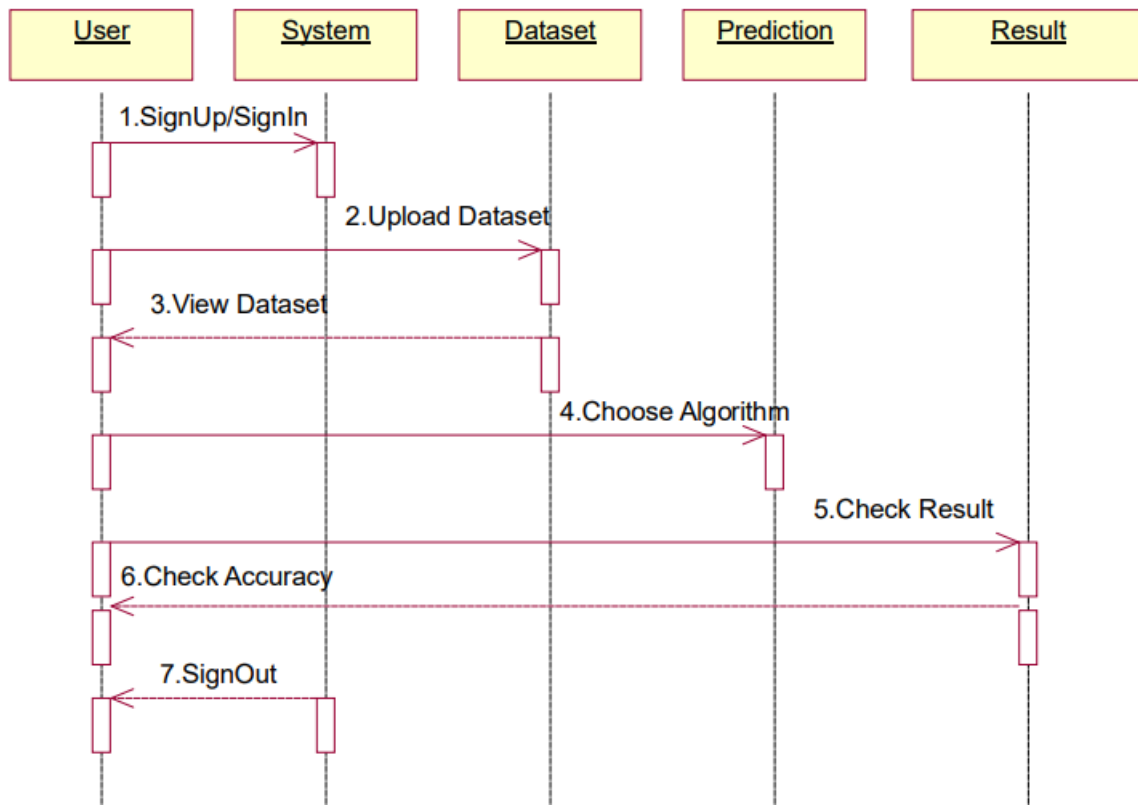 User
System
Dataset
Prediction
Result
1.SignUp/SignIn
2.Upload Dataset
3.View Dataset
4.Choose Algorithm
5.Check Result
6.Check Accuracy
7.SignOut